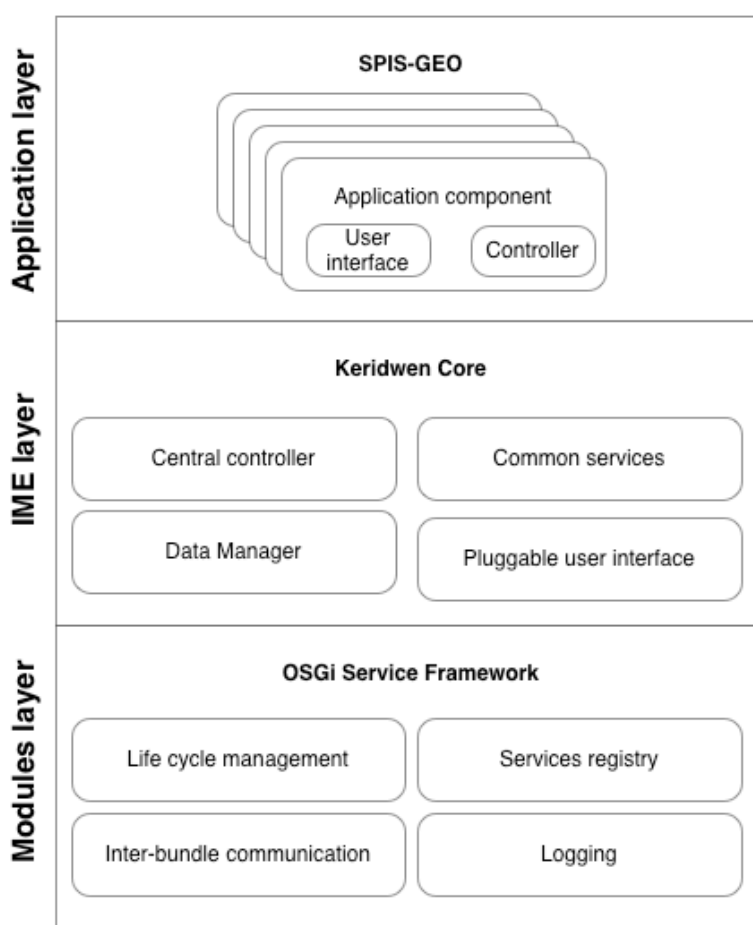 Application layer
SPIS-GEO
Application component
User
interface
Controller
IME layer
Keridwen Core
Central controller
Common services
Data Manager
Pluggable user interface
Modules layer
OSGi Service Framework
Life cycle management
Services registry
Inter-bundle communication
Logging